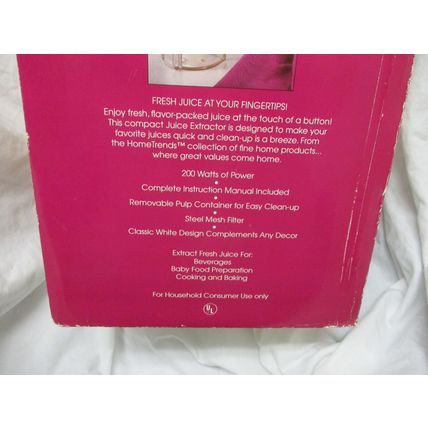 FRESH JUICE AT YOUR FINGERTIPS!
Enjoy fresh, flavor-packed juice at the touch of a button!
This compact Juice Extractor is designed to make your
favorite juices quick and clean-up is a breeze. From
the HomeTrends™ collection of fine home products...
where great values come home.
200 Watts of Power
•
Complete Instruction Manual Included
•
Removable Pulp Container for Easy Clean-up
•
Steel Mesh Filter
•
Classic White Design Complements Any Decor
Extract Fresh Juice For:
Beverages
Baby Food Preparation
Cooking and Baking
For Household Consumer Use only
UL